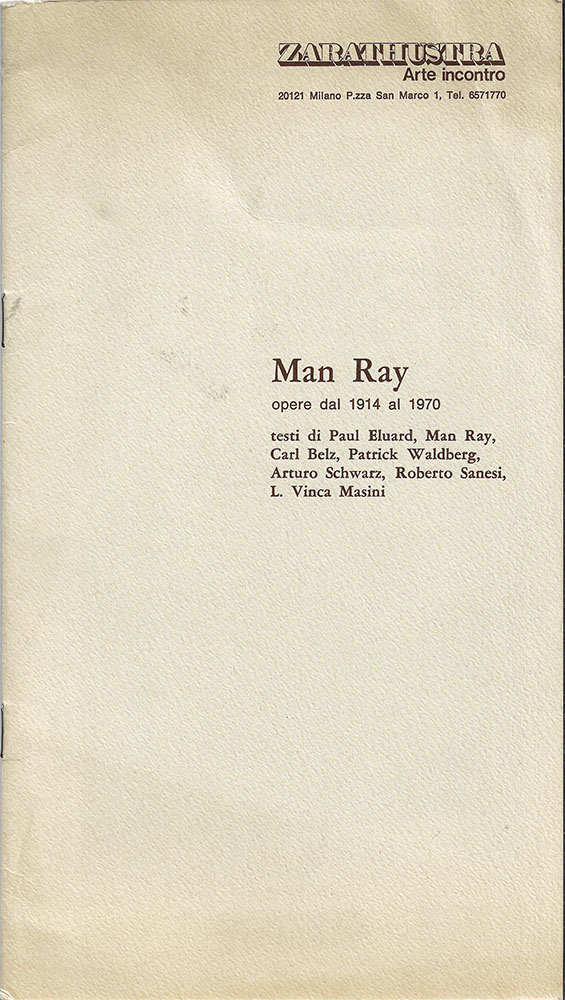 ZARATHUSTRA
Arte incontro
20121 Milano P.zza San Marco 1, Tel. 6571770
Man Ray
opere dal 1914 al 1970
testi di Paul Eluard, Man Ray,
Carl Belz, Patrick Waldberg,
Arturo Schwarz, Roberto Sanesi,
L. Vinca Masini